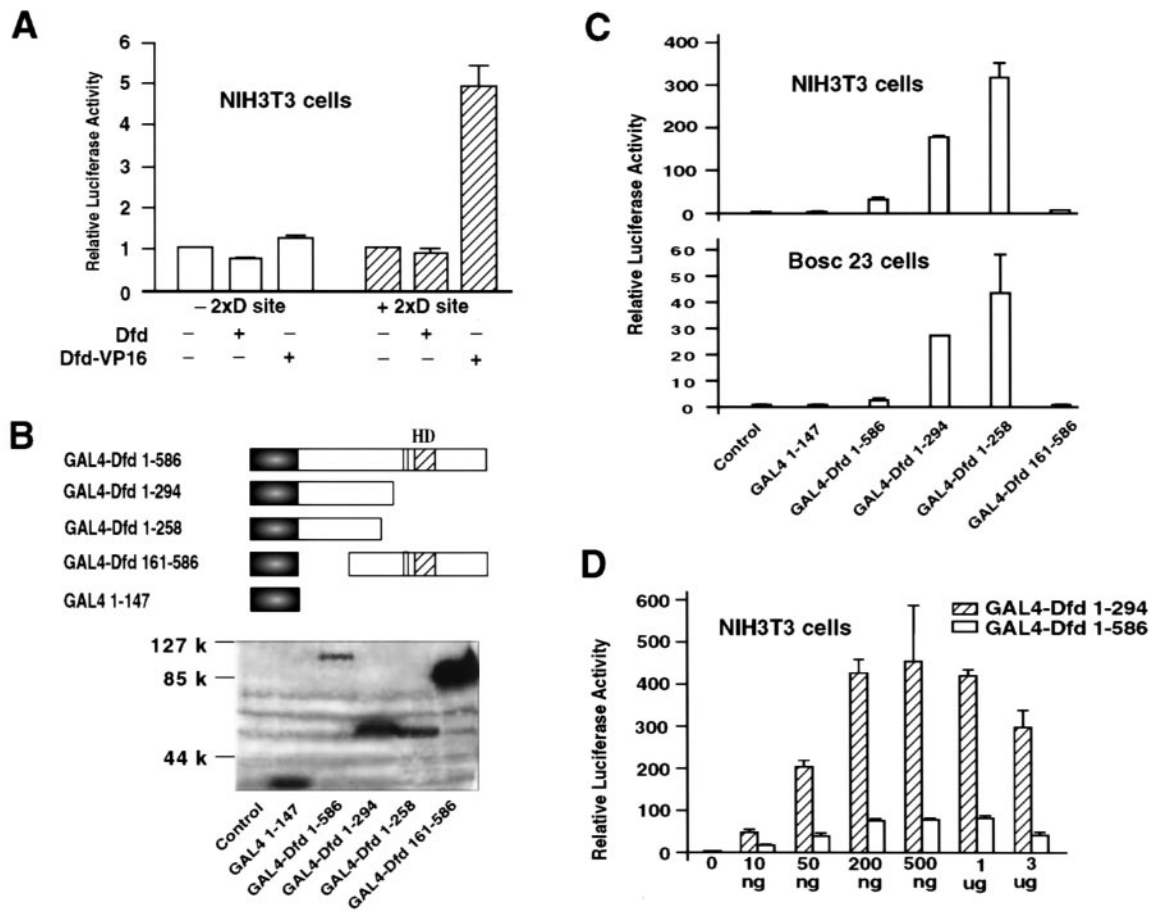 A
Relative Luciferase Activity
6
5
4
3
2
1
0
NIH3T3 cells
– 2xD site
+ 2xD site
Dfd – + – – + –
Dfd-VP16 – – + – – +
B
HD
GAL4-Dfd 1-586
GAL4-Dfd 1-294
GAL4-Dfd 1-258
GAL4-Dfd 161-586
GAL4 1-147
127 k
85 k
44 k
Control
GAL4 1-147
GAL4-Dfd 1-586
GAL4-Dfd 1-294
GAL4-Dfd 1-258
GAL4-Dfd 161-586
C
Relative Luciferase Activity
400
300
200
100
0
NIH3T3 cells
60
50
40
30
20
10
0
Bosc 23 cells
Control
GAL4 1-147
GAL4-Dfd 1-586
GAL4-Dfd 1-294
GAL4-Dfd 1-258
GAL4-Dfd 161-586
D
Relative Luciferase Activity
600
500
400
300
200
100
0
NIH3T3 cells
GAL4-Dfd 1-294
GAL4-Dfd 1-586
0 10 50 200 500 1 3
ng ng ng ng ug ug